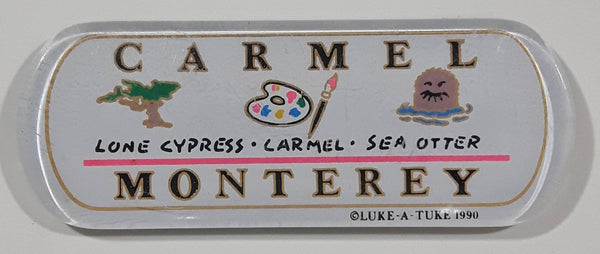 CARMEL
LONE CYPRESS · CARMEL · SEA OTTER
MONTEREY
©LUKE-A-TUKE 1990